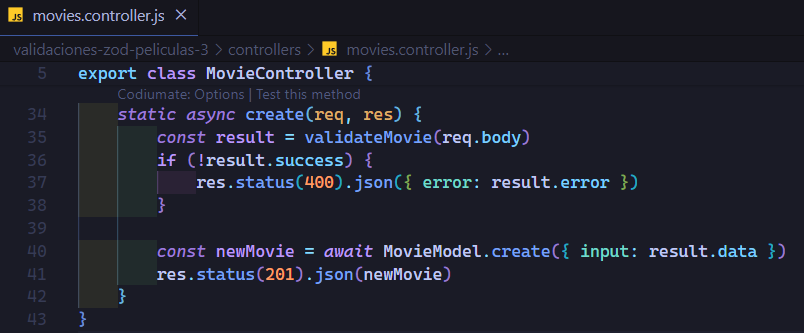 JS movies.controller.js ×
validaciones-zod-peliculas-3 > controllers > JS movies.controller.js > ...
5 export class MovieController {
Codiumate: Options | Test this method
34 static async create(req, res) {
35 const result = validateMovie(req.body)
36 if (!result.success) {
37 res.status(400).json({ error: result.error })
38 }
39
40 const newMovie = await MovieModel.create({ input: result.data })
41 res.status(201).json(newMovie)
42 }
43 }